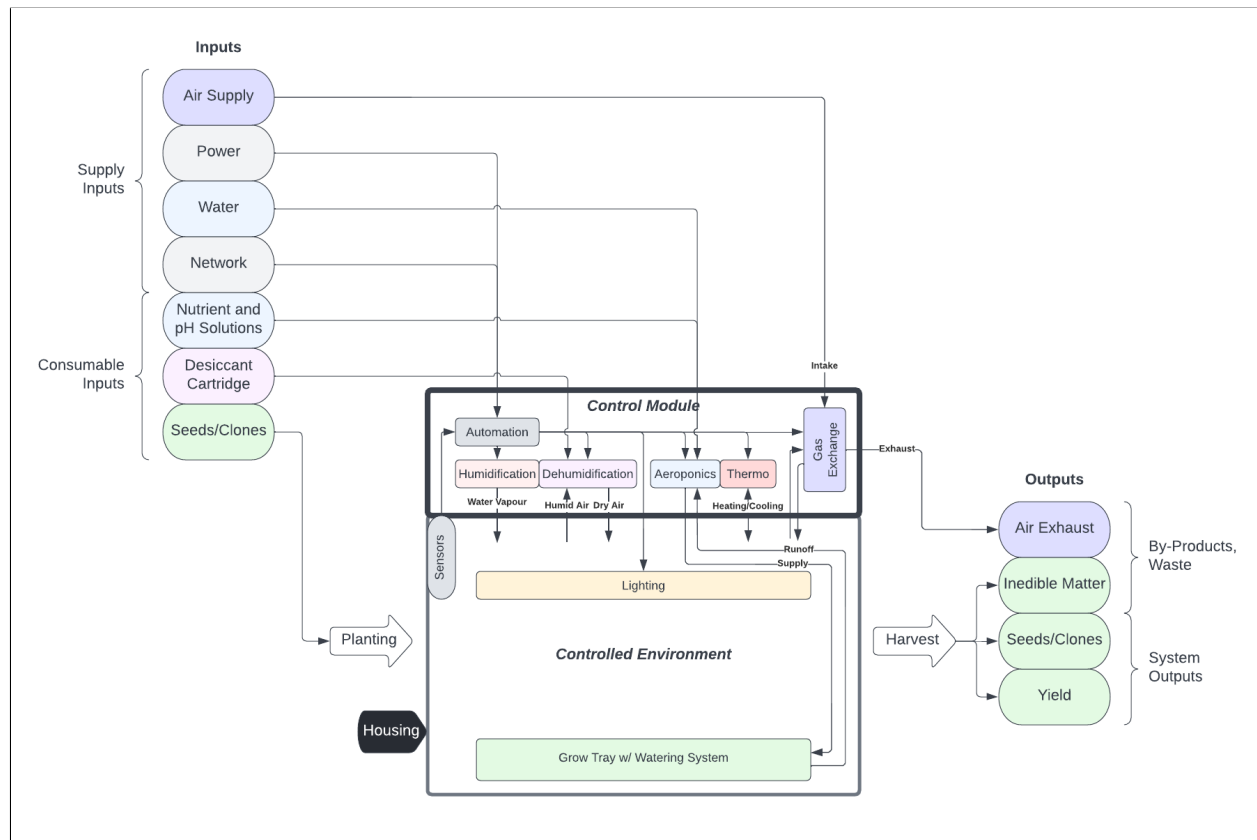 Inputs
Air Supply
Power
Supply
Inputs
Water
Network
Nutrient and
pH Solutions
Consumable
Inputs
Desiccant
Cartridge
Seeds/Clones
Intake
Control Module
Automation
Gas
Exchange
Humidification
Dehumidification
Aeroponics
Thermo
Exhaust
Water Vapour
Humid Air
Dry Air
Heating/Cooling
Sensors
Runoff
Supply
Lighting
Planting
Controlled Environment
Housing
Grow Tray w/ Watering System
Harvest
Outputs
Air Exhaust
By-Products,
Waste
Inedible Matter
Seeds/Clones
System
Outputs
Yield